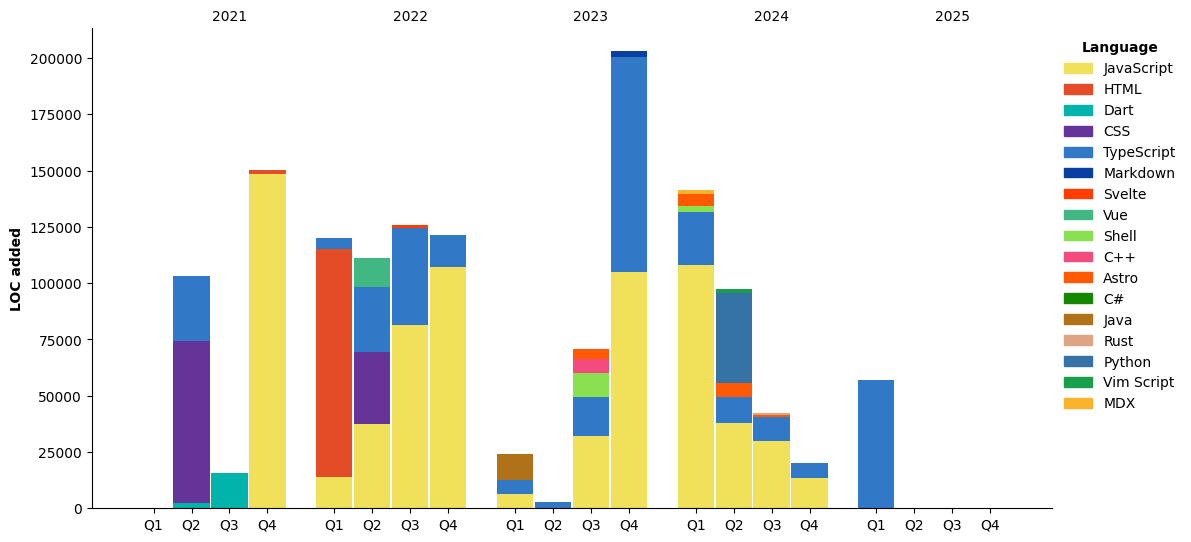 2021 2022 2023 2024 2025
Language
JavaScript
HTML
Dart
CSS
TypeScript
Markdown
Svelte
Vue
Shell
C++
Astro
C#
Java
Rust
Python
Vim Script
MDX
LOC added
200000
175000
150000
125000
100000
75000
50000
25000
0
Q1 Q2 Q3 Q4 Q1 Q2 Q3 Q4 Q1 Q2 Q3 Q4 Q1 Q2 Q3 Q4 Q1 Q2 Q3 Q4